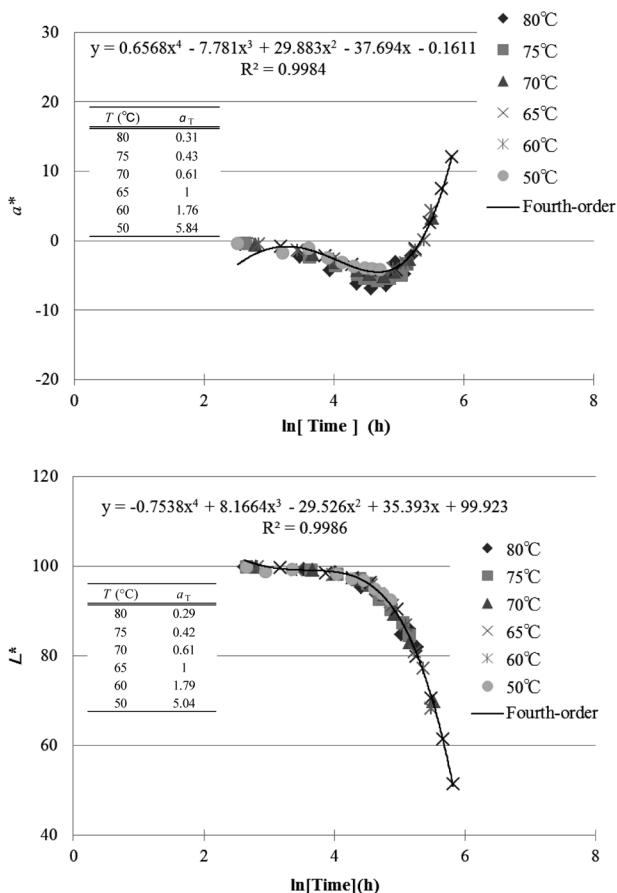 30
20
10
0
-10
-20
a*
y = 0.6568x⁴ - 7.781x³ + 29.883x² - 37.694x - 0.1611
R² = 0.9984
T (℃) aT
80 0.31
75 0.43
70 0.61
65 1
60 1.76
50 5.84
80℃
75℃
70℃
65℃
60℃
50℃
Fourth-order
0 2 4 6 8
ln[ Time ] (h)
120
100
80
60
40
L*
y = -0.7538x⁴ + 8.1664x³ - 29.526x² + 35.393x + 99.923
R² = 0.9986
T (°C) aT
80 0.29
75 0.42
70 0.61
65 1
60 1.79
50 5.04
80℃
75℃
70℃
65℃
60℃
50℃
Fourth-order
0 2 4 6 8
ln[Time](h)